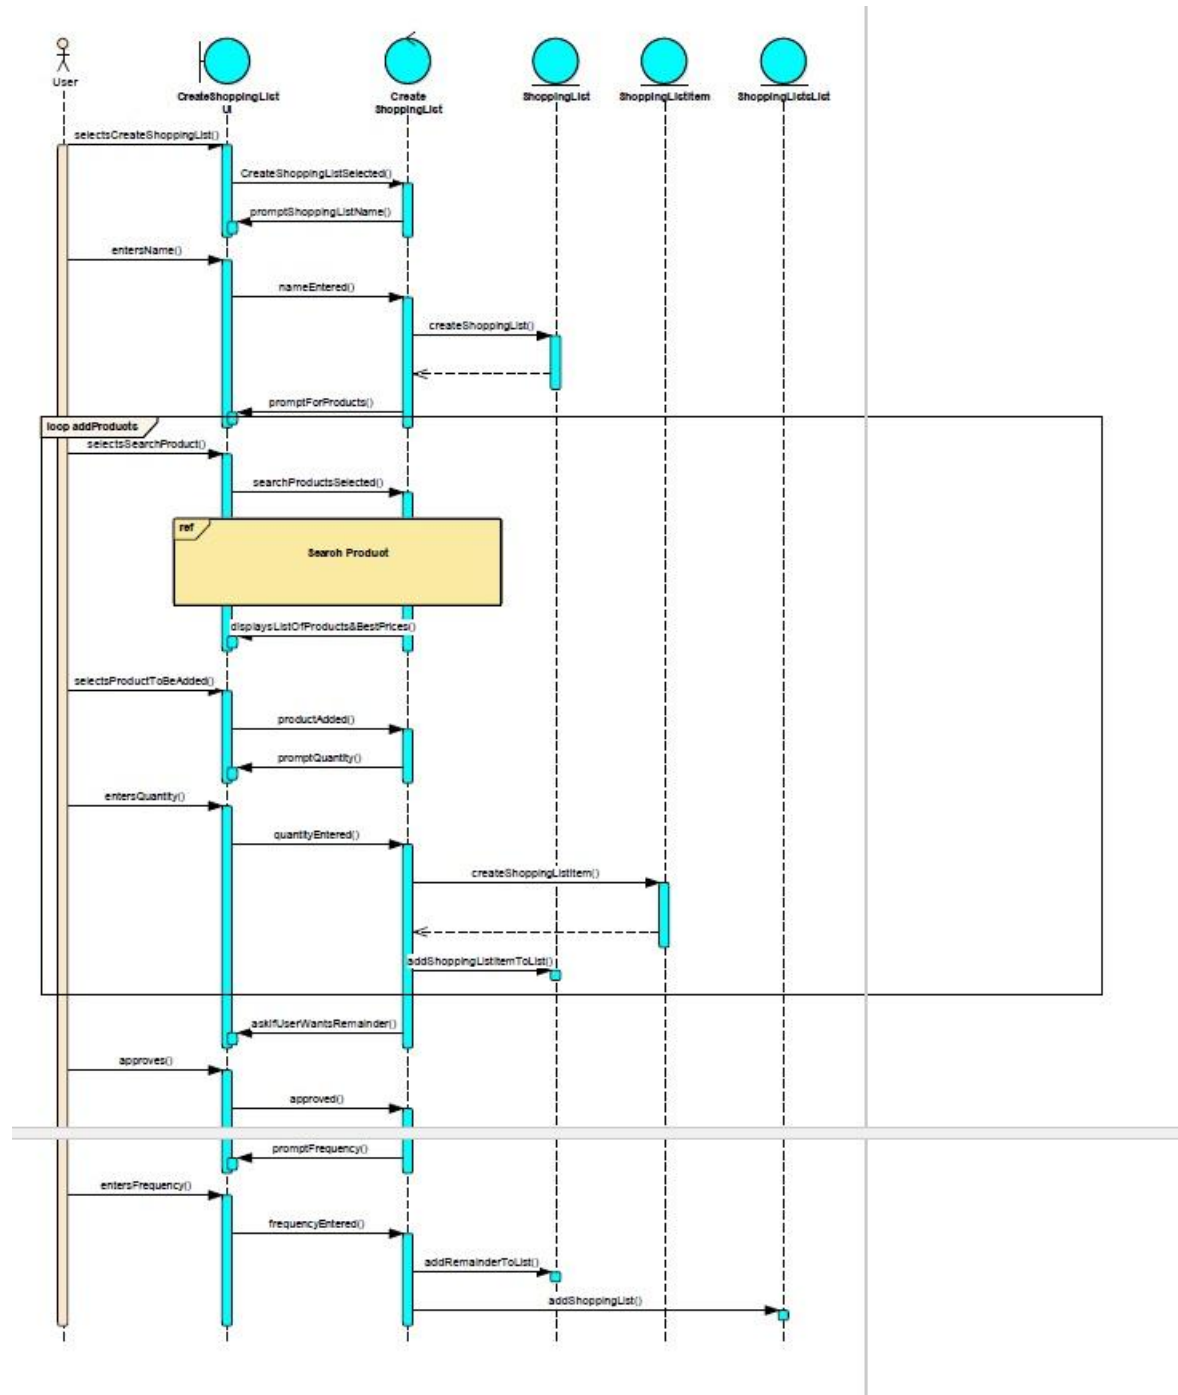 User
CreateShoppingList
UI
Create
ShoppingList
ShoppingList
ShoppingListItem
ShoppingListsList
selectsCreateShoppingList()
CreateShoppingListSelected()
promptShoppingListName()
entersName()
nameEntered()
createShoppingList()
promptForProducts()
loop addProducts
selectsSearchProduct()
searchProductsSelected()
ref
Search Product
displaysListOfProducts&BestPrices()
selectsProductToBeAdded()
productAdded()
promptQuantity()
entersQuantity()
quantityEntered()
createShoppingListItem()
addShoppingListItemToList()
askIfUserWantsRemainder()
approves()
approved()
promptFrequency()
entersFrequency()
frequencyEntered()
addRemainderToList()
addShoppingList()